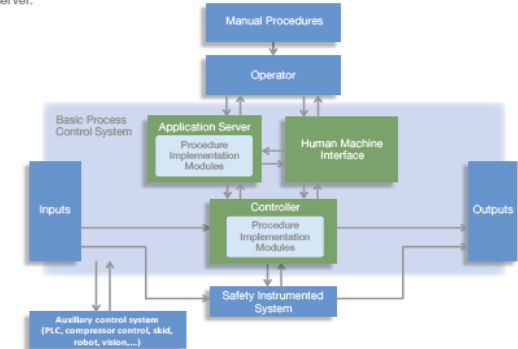 server.
Manual Procedures
Operator
Basic Process
Control System
Application Server
Procedure
Implementation
Modules
Human Machine
Interface
Inputs
Controller
Procedure
Implementation
Modules
Outputs
Safety Instrumented
System
Auxiliary control system
(PLC, compressor control, skid,
robot, vision,...)